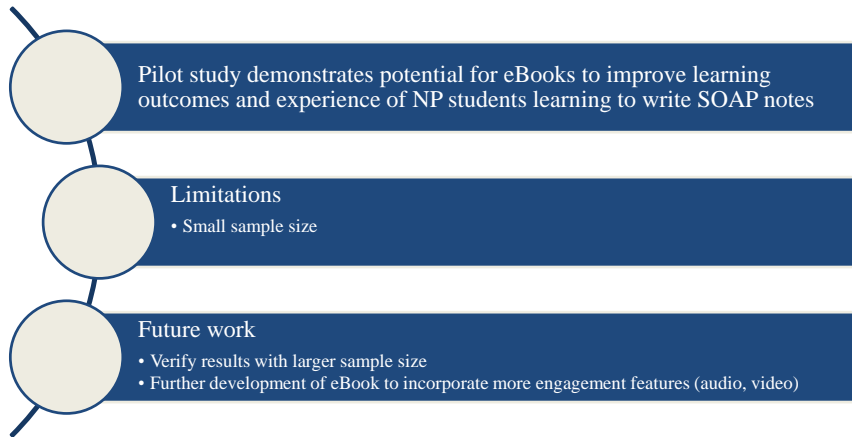 Pilot study demonstrates potential for eBooks to improve learning
outcomes and experience of NP students learning to write SOAP notes
Limitations
• Small sample size
Future work
• Verify results with larger sample size
• Further development of eBook to incorporate more engagement features (audio, video)